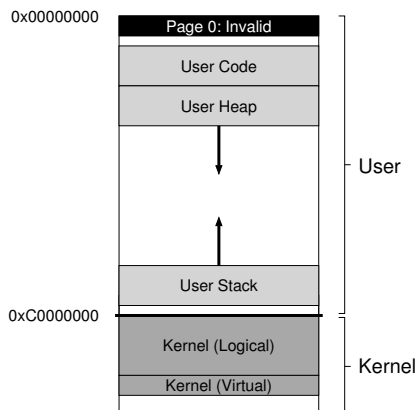 0x00000000
Page 0: Invalid
User Code
User Heap
User
User Stack
0xC0000000
Kernel (Logical)
Kernel
Kernel (Virtual)